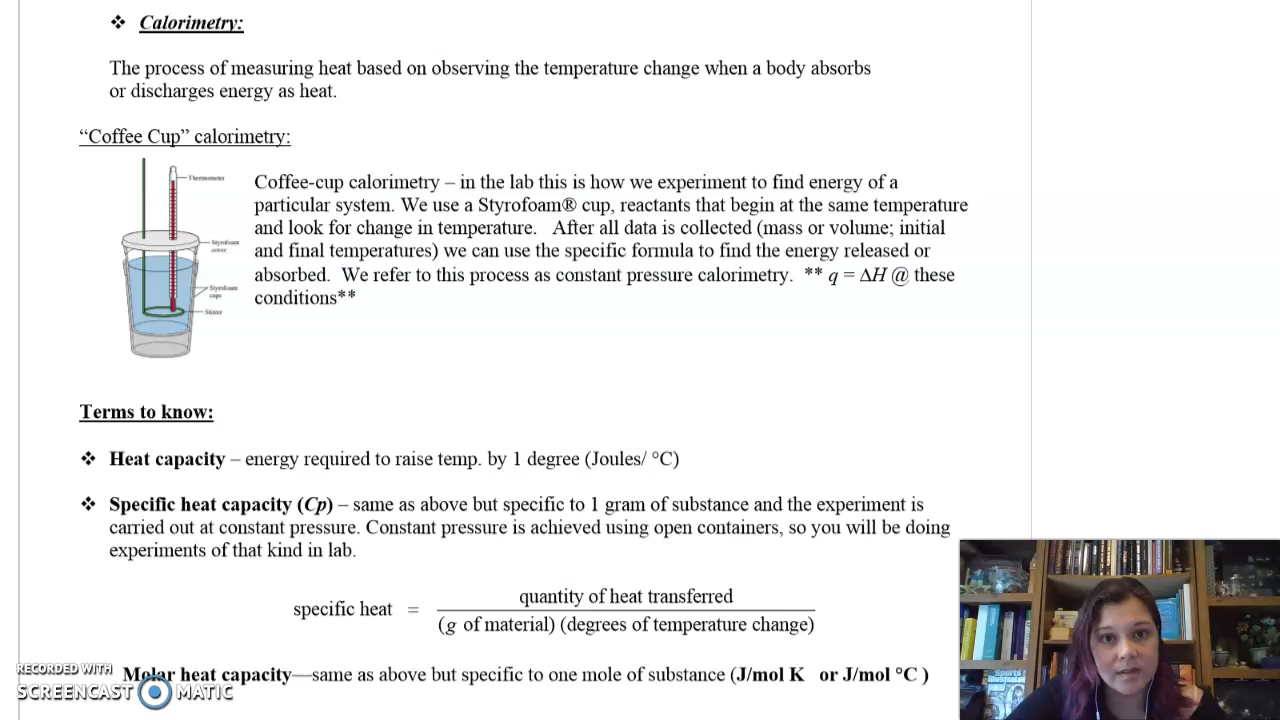 ❖ Calorimetry:
The process of measuring heat based on observing the temperature change when a body absorbs
or discharges energy as heat.
“Coffee Cup” calorimetry:
Thermometer
Styrofoam
cover
Styrofoam
cups
Stirrer
Coffee-cup calorimetry – in the lab this is how we experiment to find energy of a
particular system. We use a Styrofoam® cup, reactants that begin at the same temperature
and look for change in temperature. After all data is collected (mass or volume; initial
and final temperatures) we can use the specific formula to find the energy released or
absorbed. We refer to this process as constant pressure calorimetry. ** q = ΔH @ these
conditions**
Terms to know:
❖ Heat capacity – energy required to raise temp. by 1 degree (Joules/ °C)
❖ Specific heat capacity (Cp) – same as above but specific to 1 gram of substance and the experiment is
carried out at constant pressure. Constant pressure is achieved using open containers, so you will be doing
experiments of that kind in lab.
quantity of heat transferred
specific heat =
(g of material) (degrees of temperature change)
Molar heat capacity—same as above but specific to one mole of substance (J/mol K or J/mol °C )
RECORDED WITH
SCREENCAST MATIC
Sports
Illustrated